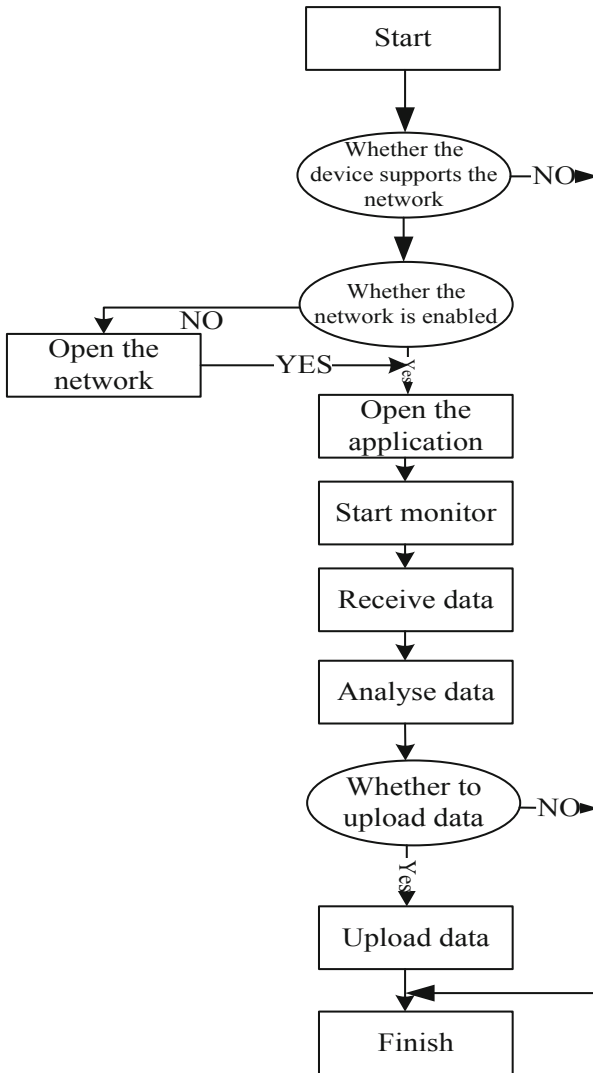 Start
Whether the
device supports the
network
NO
Whether the
network is enabled
NO
Open the
network
YES
Yes
Open the
application
Start monitor
Receive data
Analyse data
Whether to
upload data
NO
Yes
Upload data
Finish